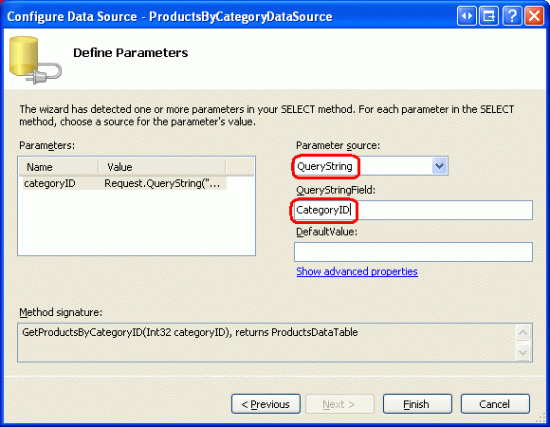 Configure Data Source - ProductsByCategoryDataSource
Define Parameters
The wizard has detected one or more parameters in your SELECT method. For each parameter in the SELECT
method, choose a source for the parameter's value.
Parameters:
Name Value
categoryID Request.QueryString("...
Parameter source:
QueryString
QueryStringField:
CategoryID
DefaultValue:
Show advanced properties
Method signature:
GetProductsByCategoryID(Int32 categoryID), returns ProductsDataTable
< Previous Next > Finish Cancel